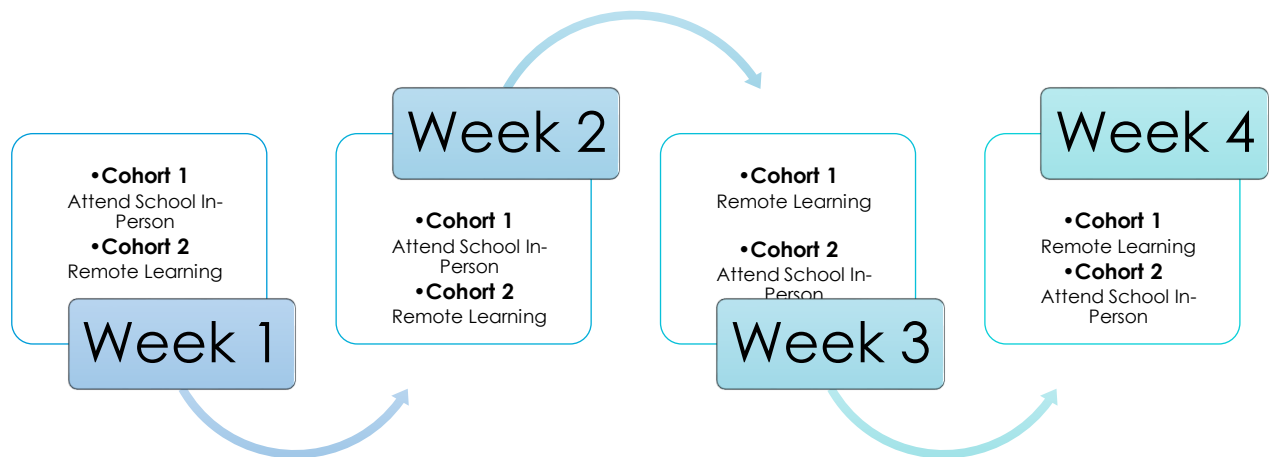 •Cohort 1
Attend School In-
Person
•Cohort 2
Remote Learning
Week 1
Week 2
•Cohort 1
Attend School In-
Person
•Cohort 2
Remote Learning
•Cohort 1
Remote Learning
•Cohort 2
Attend School In-
Person
Week 3
Week 4
•Cohort 1
Remote Learning
•Cohort 2
Attend School In-
Person